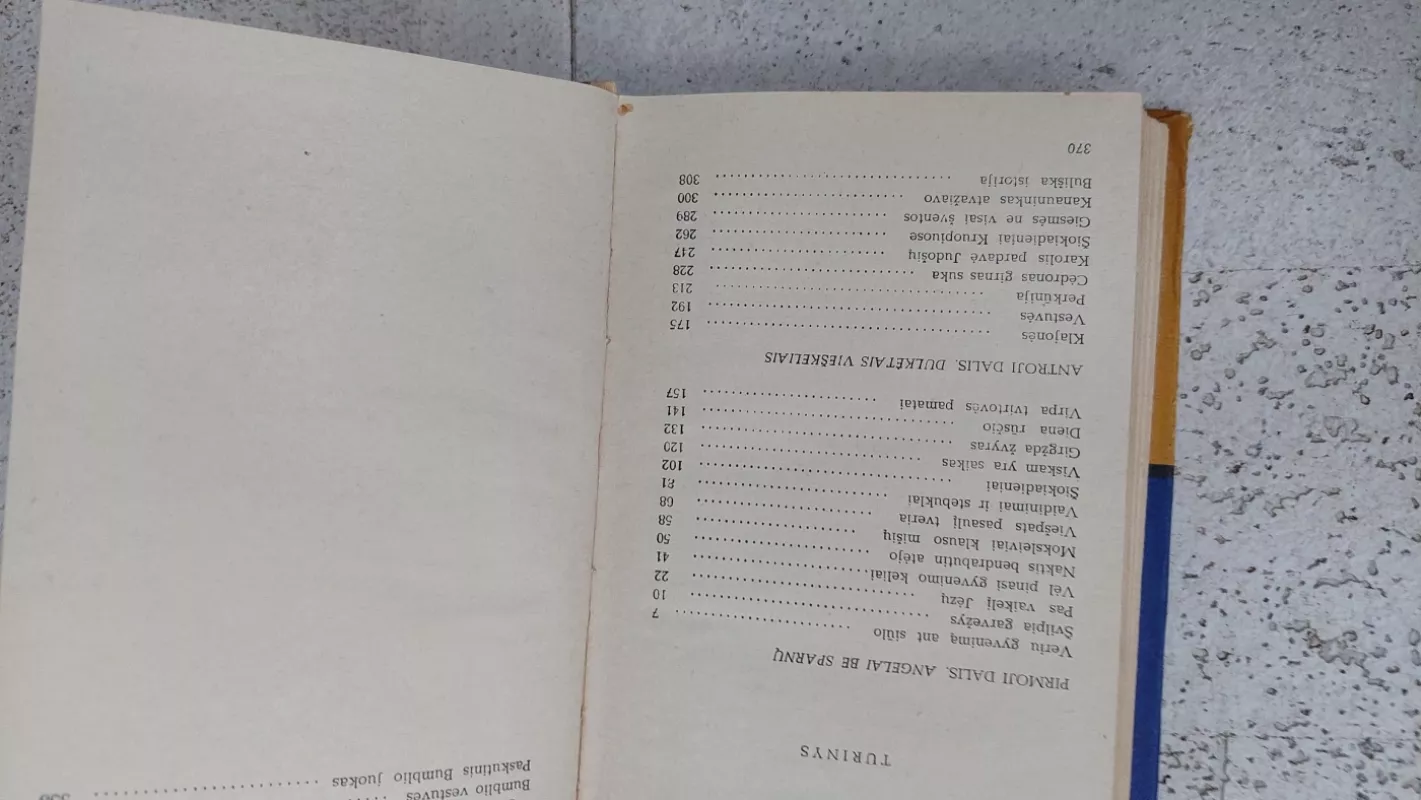 TURINYS
PIRMOJI DALIS. ANGELAI BE SPARNŲ
Veriu gyvenimą ant siūlo . . . . . . . . . . . . . . . . . . 7
Švilpia garvežys . . . . . . . . . . . . . . . . . . . . . . . 10
Pas vaikelį Jėzų . . . . . . . . . . . . . . . . . . . . . . . 22
Vėl pinasi gyvenimo keliai . . . . . . . . . . . . . . . . . . 41
Naktis bendrabutin atėjo . . . . . . . . . . . . . . . . . . 50
Moksleiviai klauso mišių . . . . . . . . . . . . . . . . . . 58
Viešpats pasaulį tveria . . . . . . . . . . . . . . . . . . 68
Vaidinimai ir stebuklai . . . . . . . . . . . . . . . . . . 81
Šiokiadieniai . . . . . . . . . . . . . . . . . . . . . . . 102
Viskam yra saikas . . . . . . . . . . . . . . . . . . . . 120
Girgžda žvyras . . . . . . . . . . . . . . . . . . . . . . 132
Diena rūsčio . . . . . . . . . . . . . . . . . . . . . . . 141
Virpa tvirtovės pamatai . . . . . . . . . . . . . . . . . . 157
ANTROJI DALIS. DULKĖTAIS VIEŠKELIAIS
Klajonės . . . . . . . . . . . . . . . . . . . . . . . . . 175
Vestuvės . . . . . . . . . . . . . . . . . . . . . . . . . 192
Perkūnija . . . . . . . . . . . . . . . . . . . . . . . . . 213
Cedronas girnas suka . . . . . . . . . . . . . . . . . . 228
Karolis pardavė Judošių . . . . . . . . . . . . . . . . . . 247
Šiokiadieniai Kruopiuose . . . . . . . . . . . . . . . . . . 262
Giesmės ne visai šventos . . . . . . . . . . . . . . . . . . 289
Kanauninkas atvažiavo . . . . . . . . . . . . . . . . . . 300
Buliška istorija . . . . . . . . . . . . . . . . . . . . . . 308
370
Bumblio vestuvės . . . .
Paskutinis Bumblio juokas . . . . . . . . . . . . . . . . . .